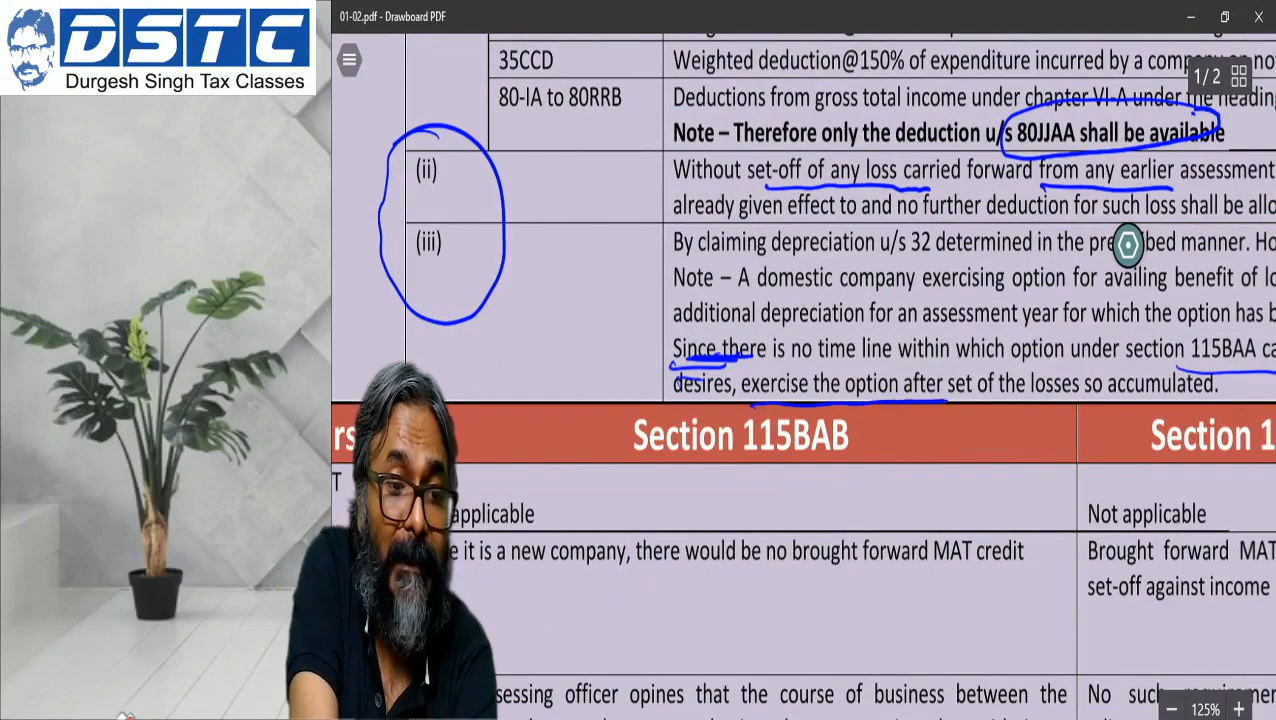 DSTC
Durgesh Singh Tax Classes
01-02.pdf - Drawboard PDF
35CCD
Weighted deduction@150% of expenditure incurred by a company
1/2
80-IA to 80RRB
Deductions from gross total income under chapter VI-A under the heading
Note – Therefore only the deduction u/s 80JJAA shall be available
(ii)
Without set-off of any loss carried forward from any earlier assessment
already given effect to and no further deduction for such loss shall be
(iii)
By claiming depreciation u/s 32 determined in the prescribed manner.
Note – A domestic company exercising option for availing benefit of
additional depreciation for an assessment year for which the option has
Since there is no time line within which option under section 115BAA
desires, exercise the option after set of the losses so accumulated.
Section 115BAB
Section 1
applicable
Not applicable
it is a new company, there would be no brought forward MAT credit
Brought forward MAT
set-off against income
sessing officer opines that the course of business between the
No such requirement
125%